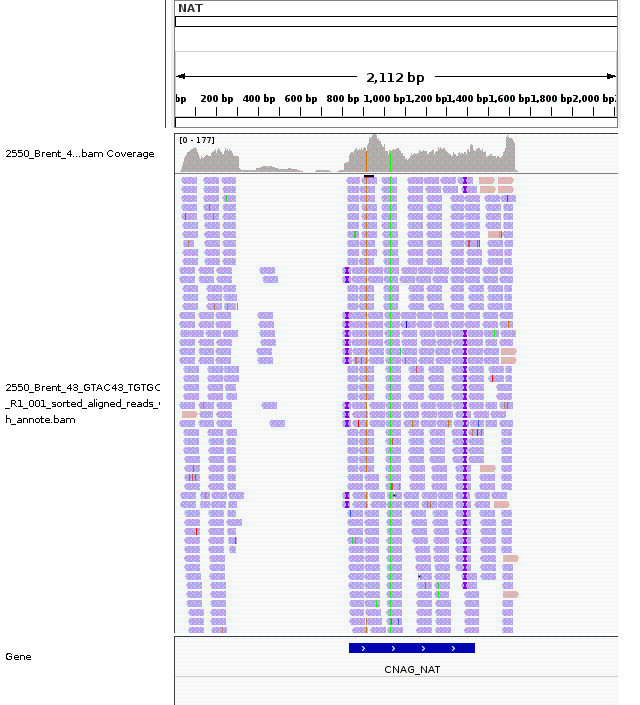 NAT
2,112 bp
bp 200 bp 400 bp 600 bp 800 bp 1,000 bp 1,200 bp 1,400 bp 1,600 bp 1,800 bp 2,000 bp
[0 - 177]
2550_Brent_4...bam Coverage
2550_Brent_43_GTAC43_TGTGC
_R1_001_sorted_aligned_reads_
h_annote.bam
Gene
CNAG_NAT